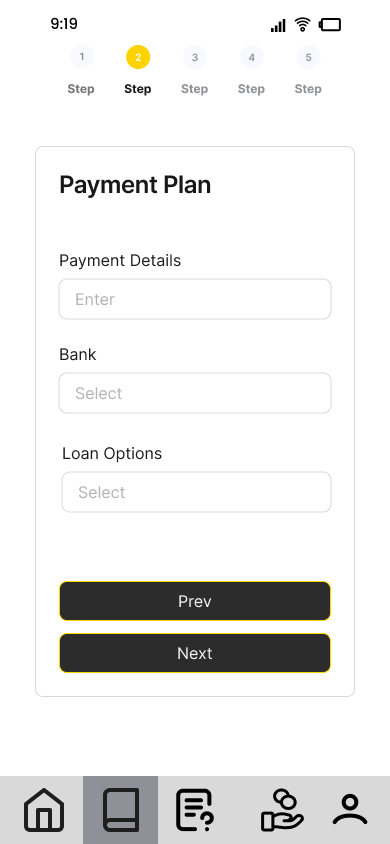 9:19
1 2 3 4 5
Step Step Step Step Step
Payment Plan
Payment Details
Enter
Bank
Select
Loan Options
Select
Prev
Next